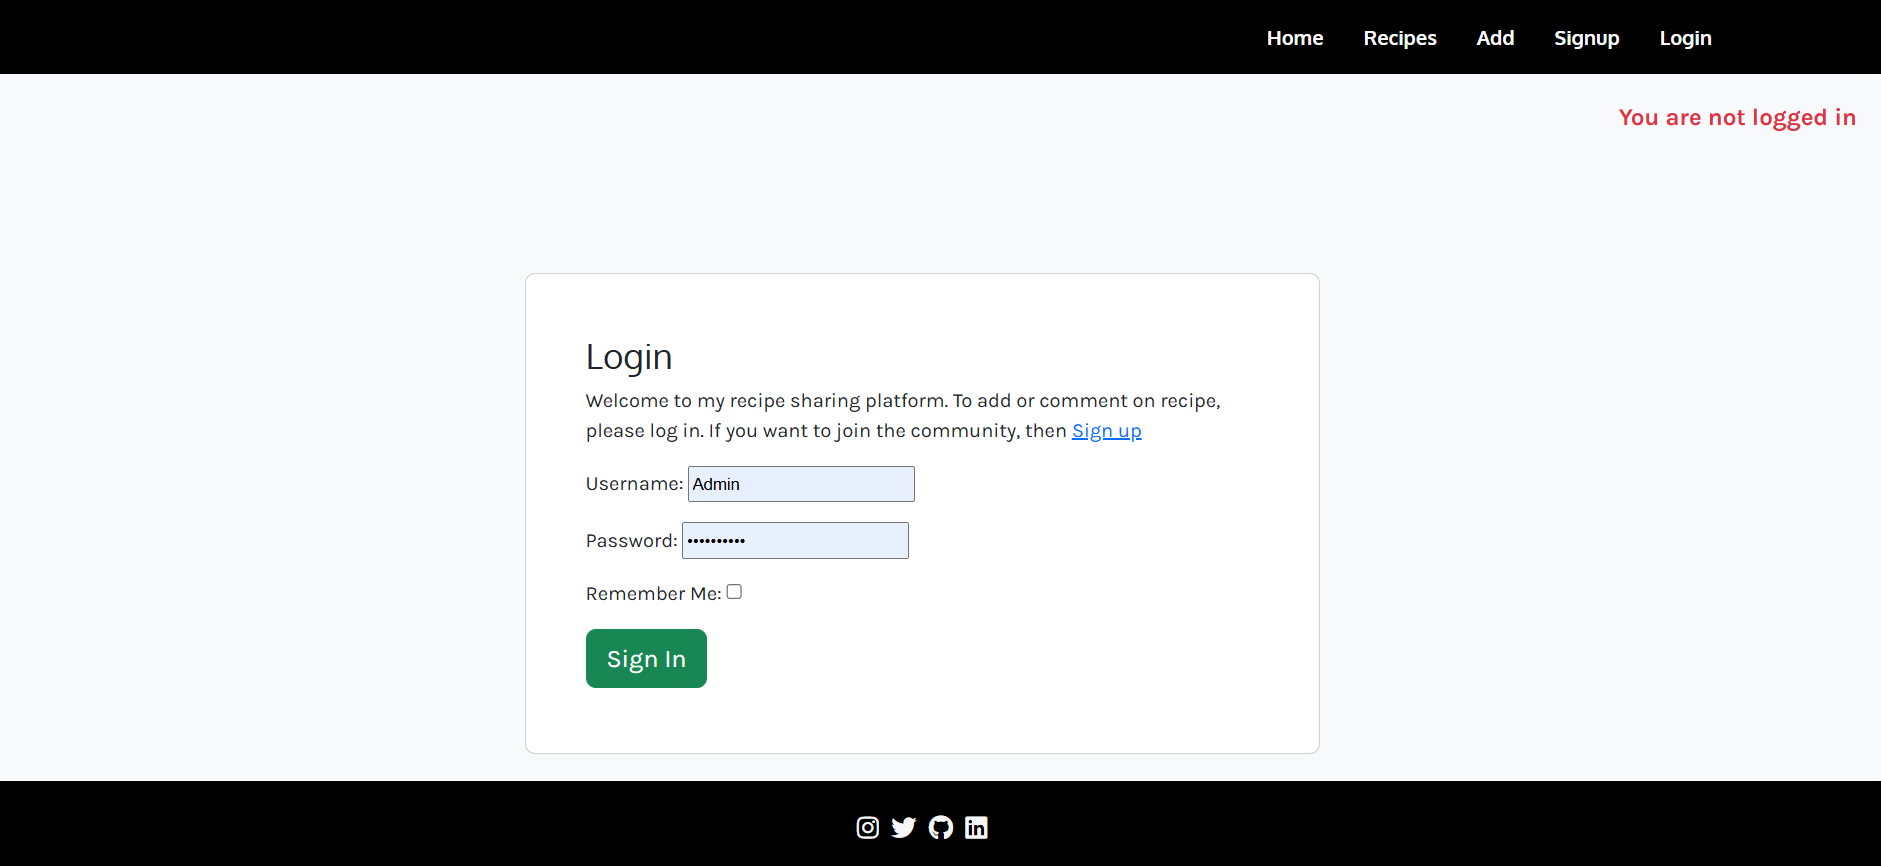 Home Recipes Add Signup Login
You are not logged in
Login
Welcome to my recipe sharing platform. To add or comment on recipe,
please log in. If you want to join the community, then Sign up
Username: Admin
Password: ••••••••••
Remember Me:
Sign In